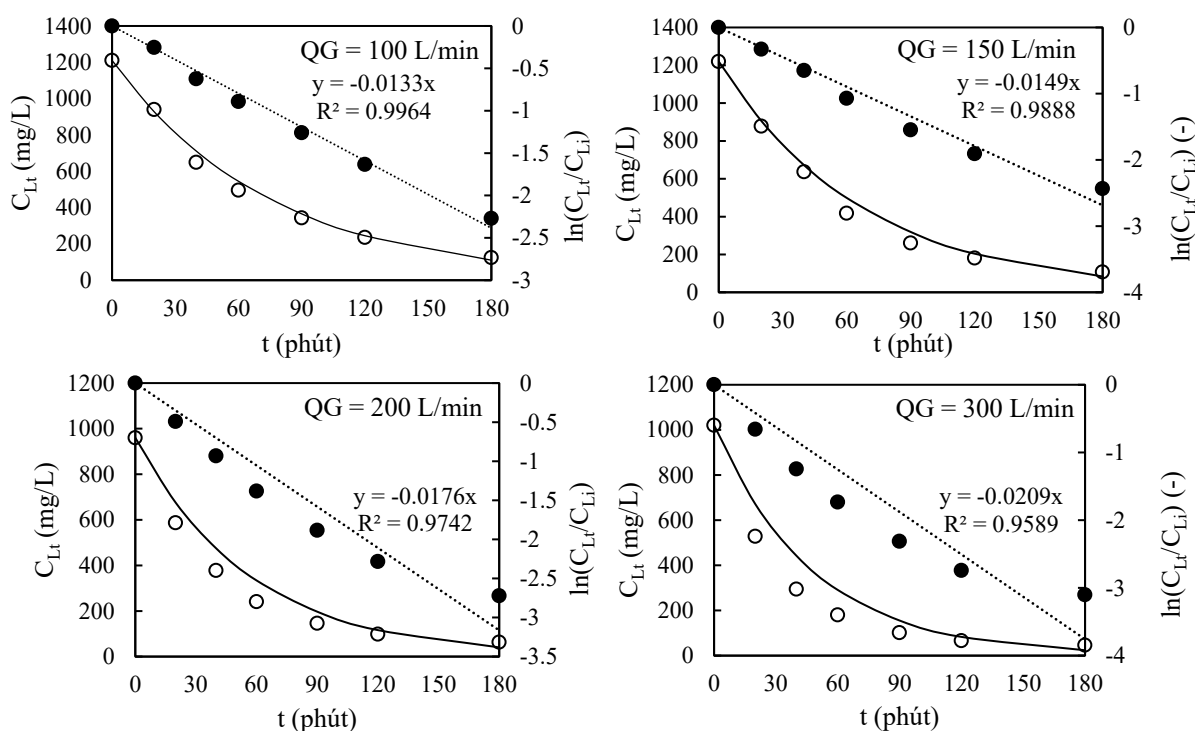 QG = 100 L/min
y = -0.0133x
R² = 0.9964
C_Lt (mg/L)
1400
1200
1000
800
600
400
200
0
0
-0.5
-1
-1.5
-2
-2.5
-3
ln(C_Lt/C_Li)
0 30 60 90 120 150 180
t (phút)
QG = 150 L/min
y = -0.0149x
R² = 0.9888
C_Lt (mg/L)
1400
1200
1000
800
600
400
200
0
0
-1
-2
-3
-4
ln(C_Lt/C_Li) (-)
0 30 60 90 120 150 180
t (phút)
QG = 200 L/min
y = -0.0176x
R² = 0.9742
C_Lt (mg/L)
1200
1000
800
600
400
200
0
0
-0.5
-1
-1.5
-2
-2.5
-3
-3.5
ln(C_Lt/C_Li)
0 30 60 90 120 150 180
t (phút)
QG = 300 L/min
y = -0.0209x
R² = 0.9589
C_Lt (mg/L)
1200
1000
800
600
400
200
0
0
-1
-2
-3
-4
ln(C_Lt/C_Li) (-)
0 30 60 90 120 150 180
t (phút)